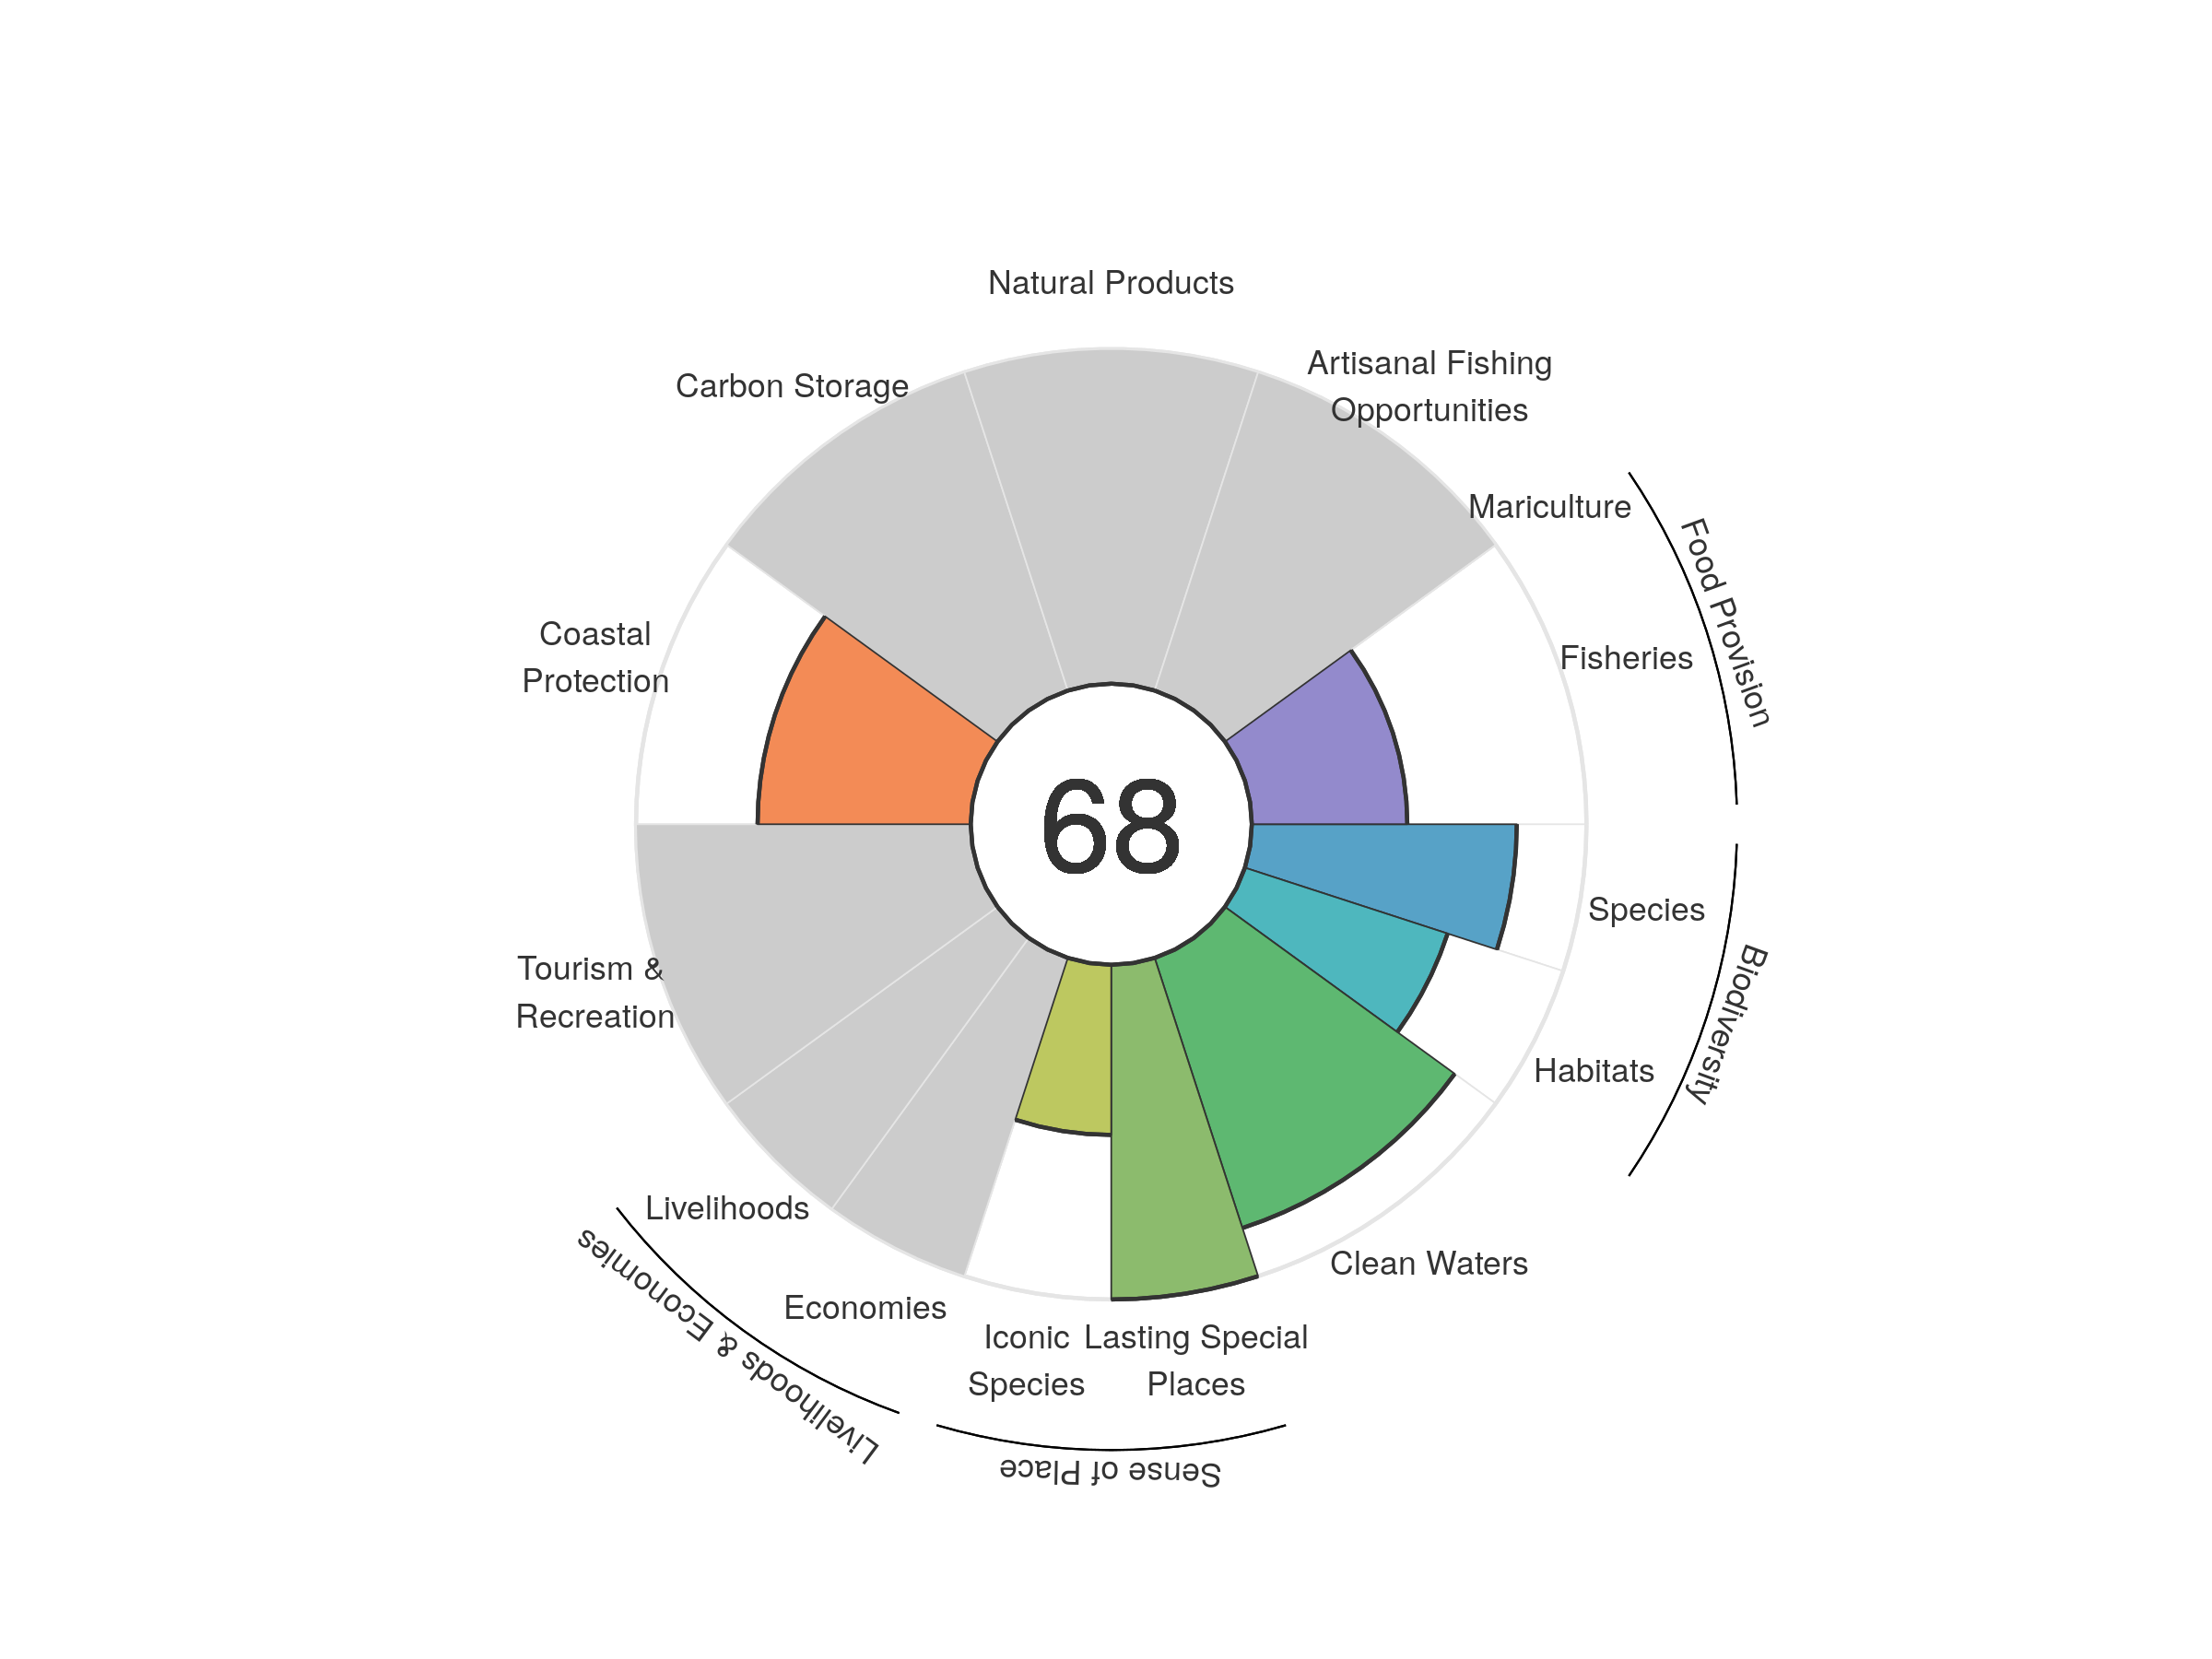 Natural Products
Artisanal Fishing
Opportunities
Carbon Storage
Mariculture
Food Provision
Fisheries
Coastal
Protection
68
Species
Biodiversity
Tourism &
Recreation
Habitats
Livelihoods
Clean Waters
Livelihoods & Economies
Economies
Iconic
Species
Lasting Special
Places
Sense of Place